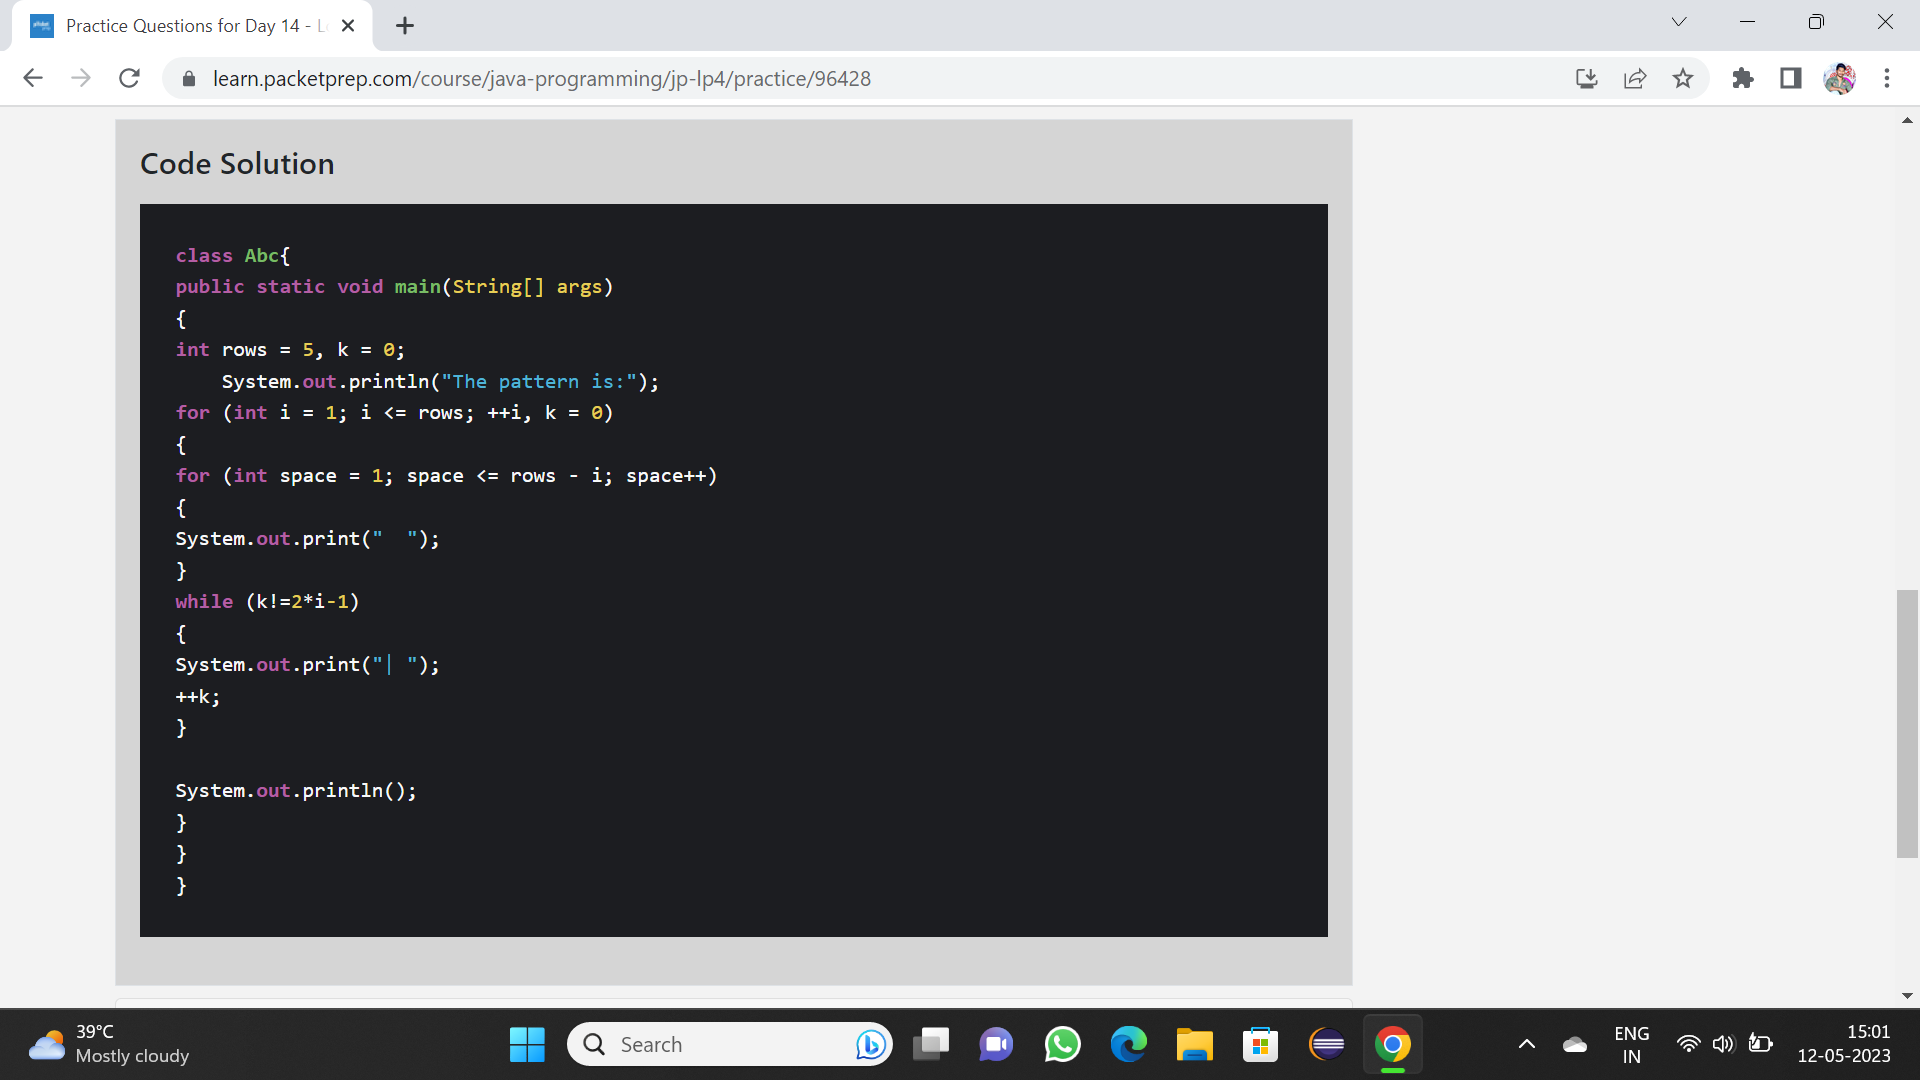 Practice Questions for Day 14 - L
learn.packetprep.com/course/java-programming/jp-lp4/practice/96428
Code Solution
class Abc{
public static void main(String[] args)
{
int rows = 5, k = 0;
    System.out.println("The pattern is:");
for (int i = 1; i <= rows; ++i, k = 0)
{
for (int space = 1; space <= rows - i; space++)
{
System.out.print("  ");
}
while (k!=2*i-1)
{
System.out.print("| ");
++k;
}
System.out.println();
}
}
}
39°C
Mostly cloudy
Search
ENG
IN
15:01
12-05-2023